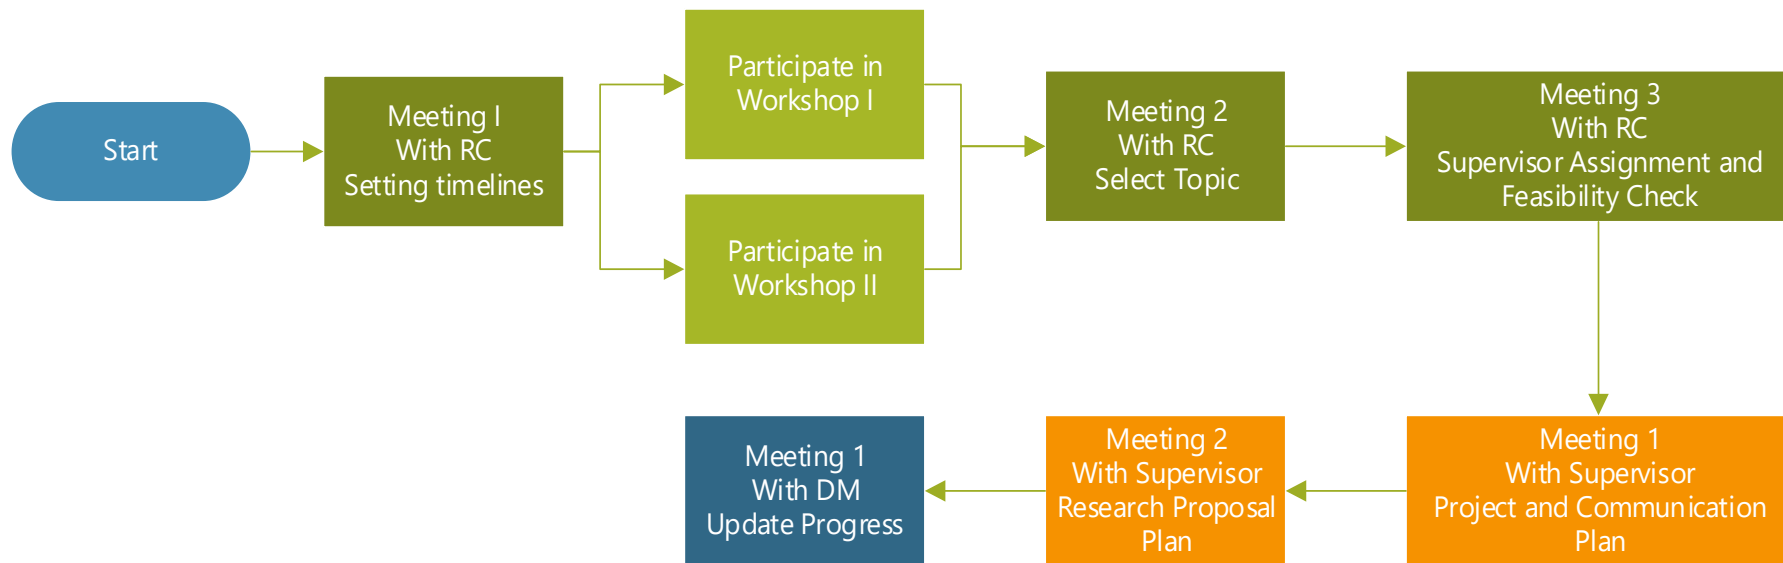 Start
Meeting I
With RC
Setting timelines
Participate in
Workshop I
Participate in
Workshop II
Meeting 2
With RC
Select Topic
Meeting 3
With RC
Supervisor Assignment and
Feasibility Check
Meeting 1
With Supervisor
Project and Communication
Plan
Meeting 2
With Supervisor
Research Proposal
Plan
Meeting 1
With DM
Update Progress